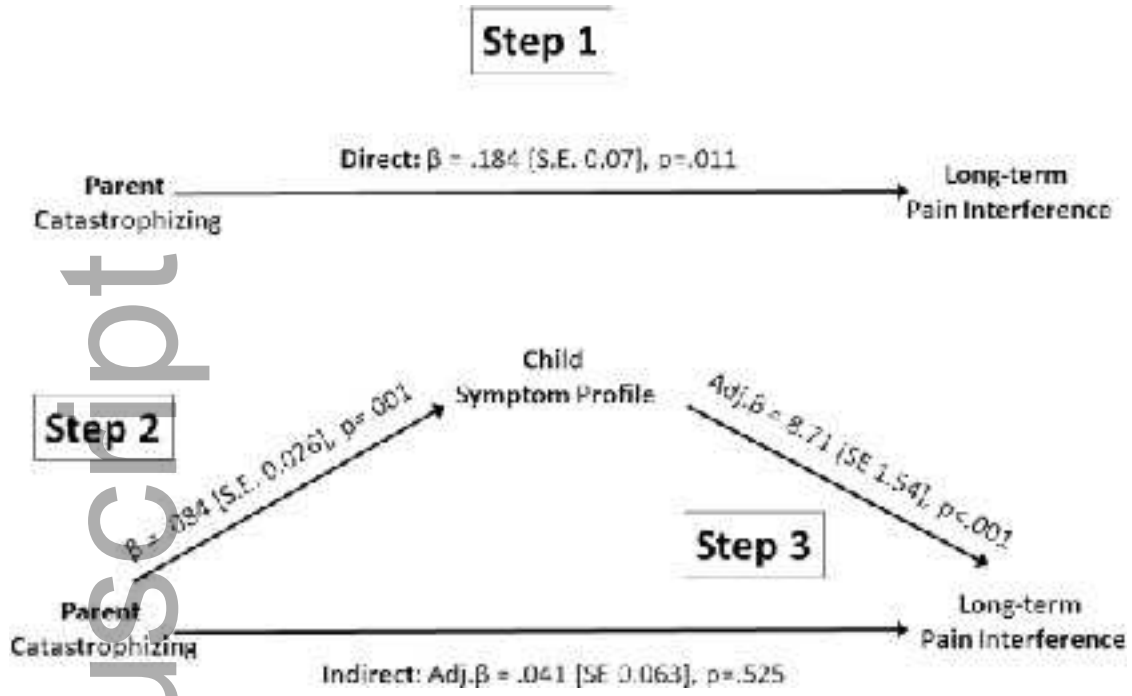 Step 1
Direct: β = .184 [S.E. 0.07], p=.011
Parent
Catastrophizing
Long-term
Pain Interference
Child
Symptom Profile
Step 2
β = .084 [S.E. 0.026], p=.001
Adj.β = 8.71 [SE 1.54], p<.001
Step 3
Parent
Catastrophizing
Long-term
Pain Interference
Indirect: Adj.β = .041 [SE 0.063], p=.525
uscript